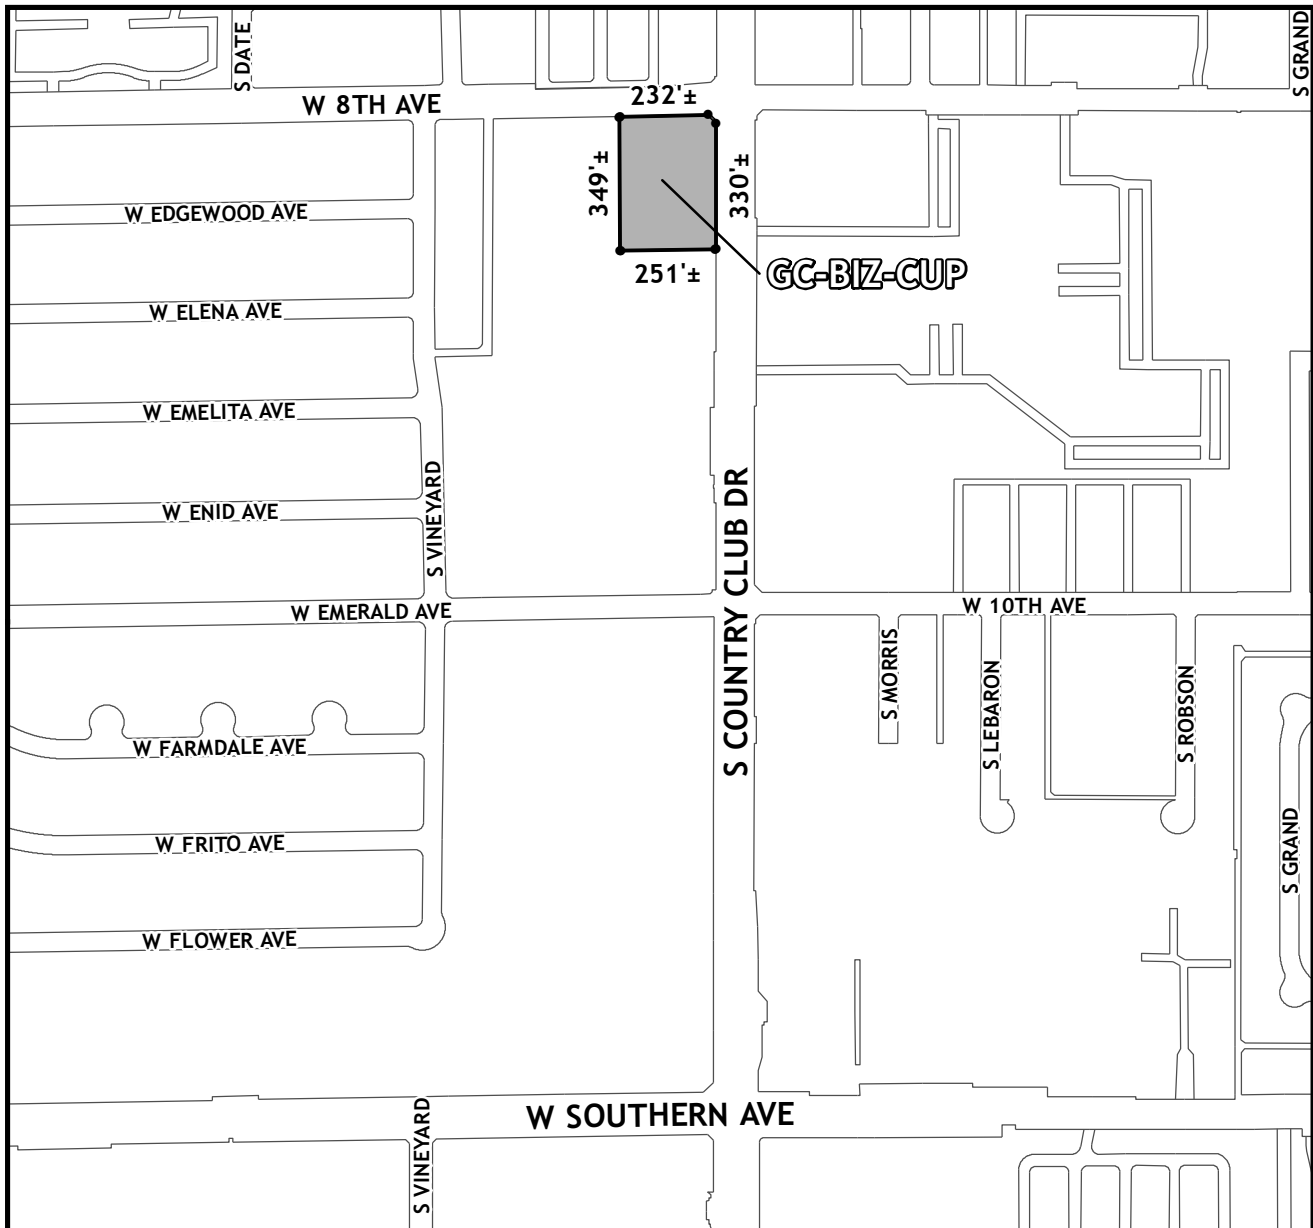 S DATE
S GRAND
W 8TH AVE
232'±
349'±
330'±
251'±
GC-BIZ-CUP
W EDGEWOOD AVE
W ELENA AVE
W EMELITA AVE
S VINEYARD
W ENID AVE
S COUNTRY CLUB DR
W EMERALD AVE
W 10TH AVE
S MORRIS
S LEBARON
S ROBSON
W FARMDALE AVE
W FRITO AVE
S GRAND
W FLOWER AVE
W SOUTHERN AVE
S VINEYARD